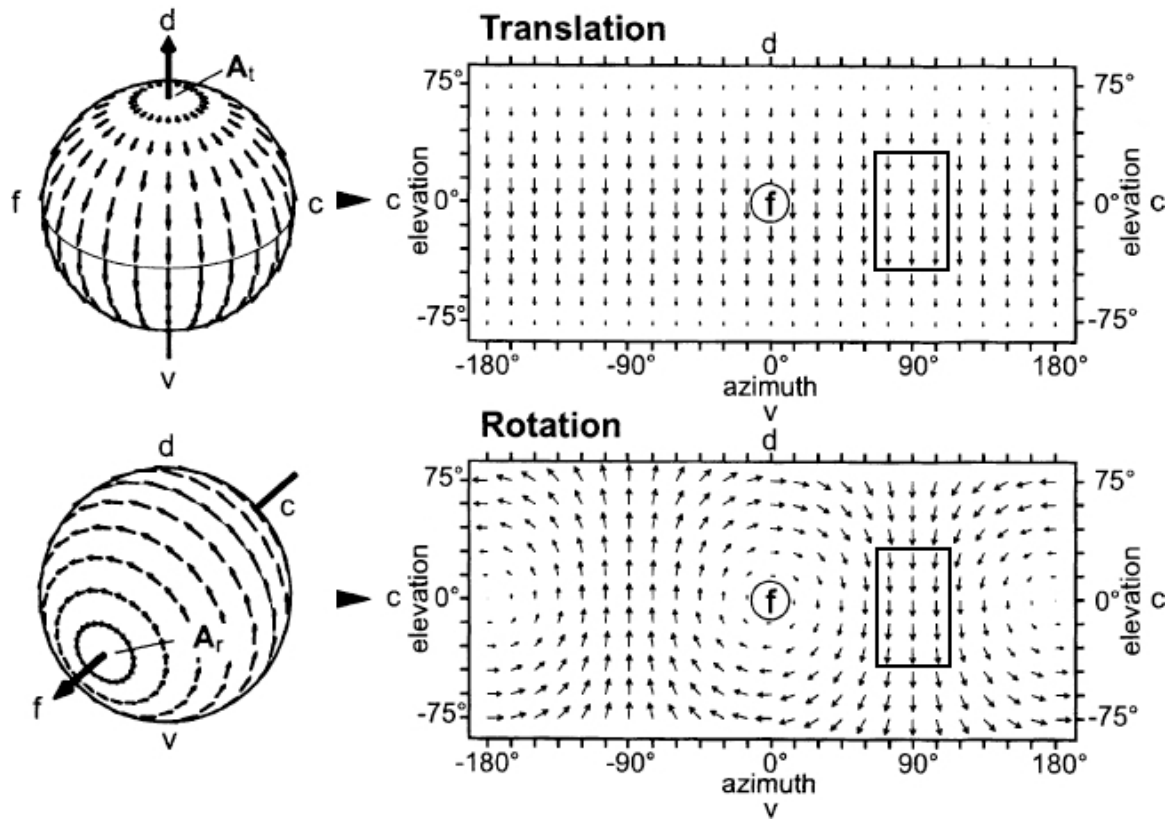 Translation
d
d
A_t
f
c
v
c
75°
0°
-75°
elevation
f
75°
0°
-75°
elevation
c
-180°
-90°
0°
90°
180°
azimuth
v
Rotation
d
d
c
A_r
f
v
c
75°
0°
-75°
elevation
f
75°
0°
-75°
elevation
c
-180°
-90°
0°
90°
180°
azimuth
v